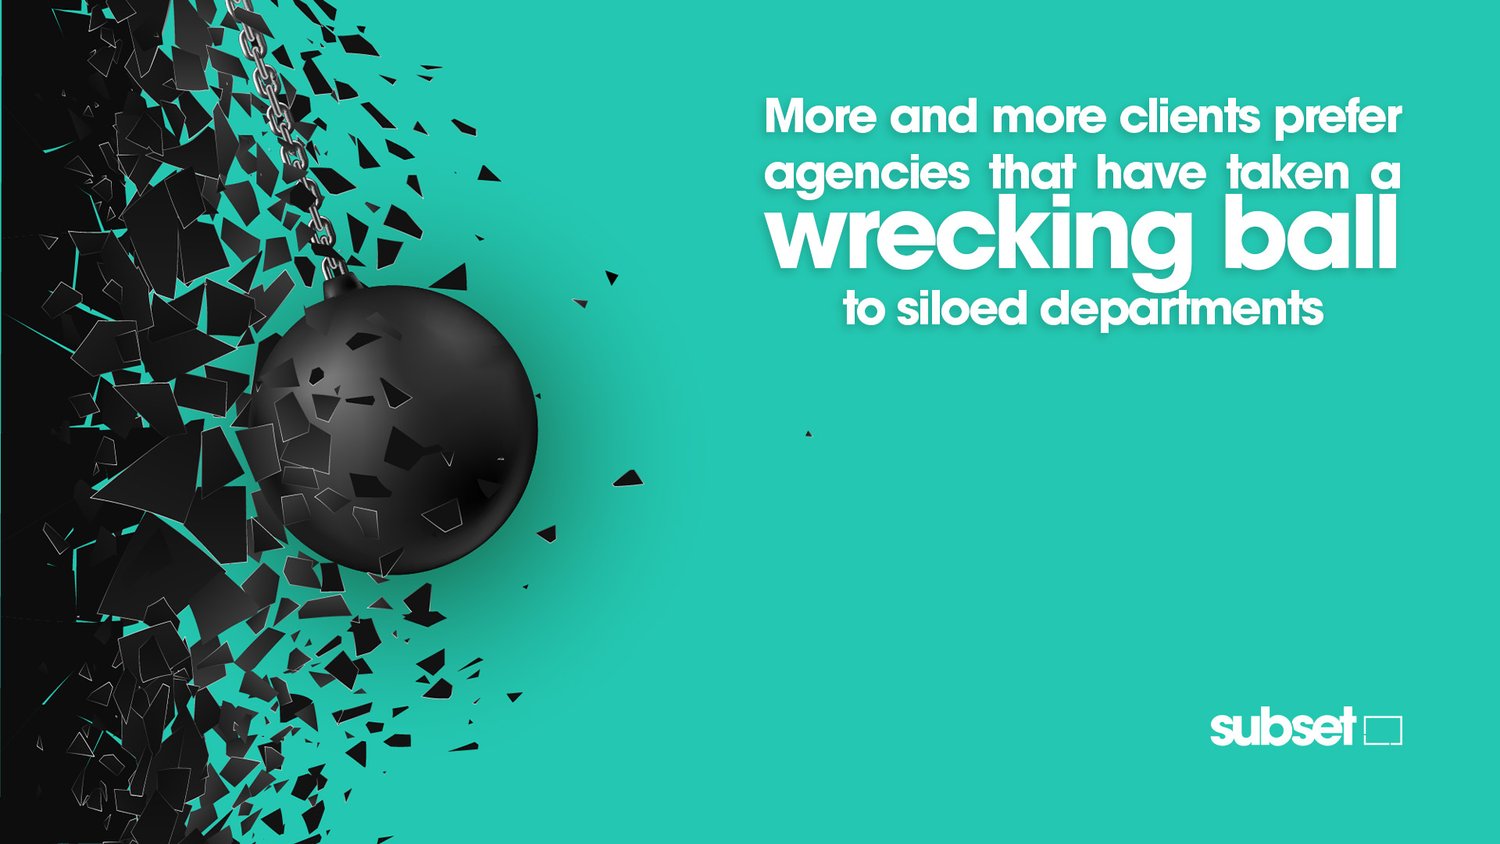 More and more clients prefer
agencies that have taken a
wrecking ball
to siloed departments
subset